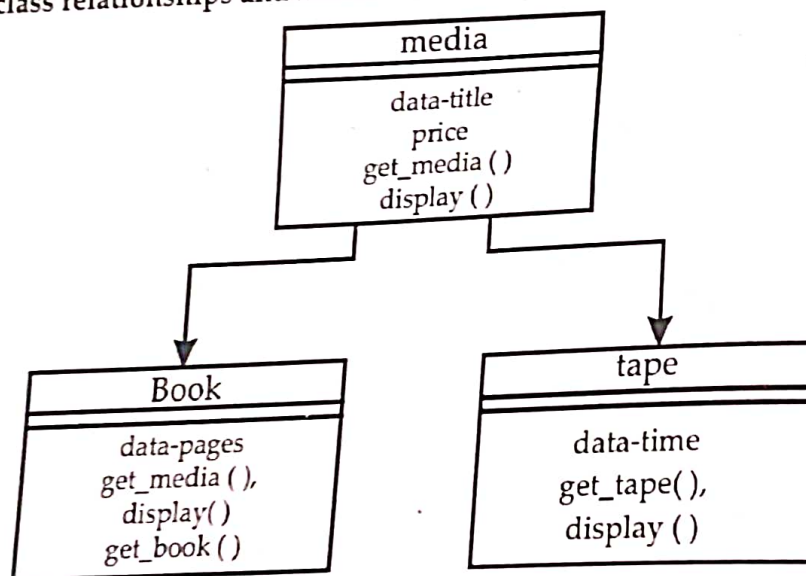 class relationships and
media
data-title
price
get_media ( )
display ( )
Book
data-pages
get_media ( ),
display( )
get_book ( )
tape
data-time
get_tape(),
display ( )